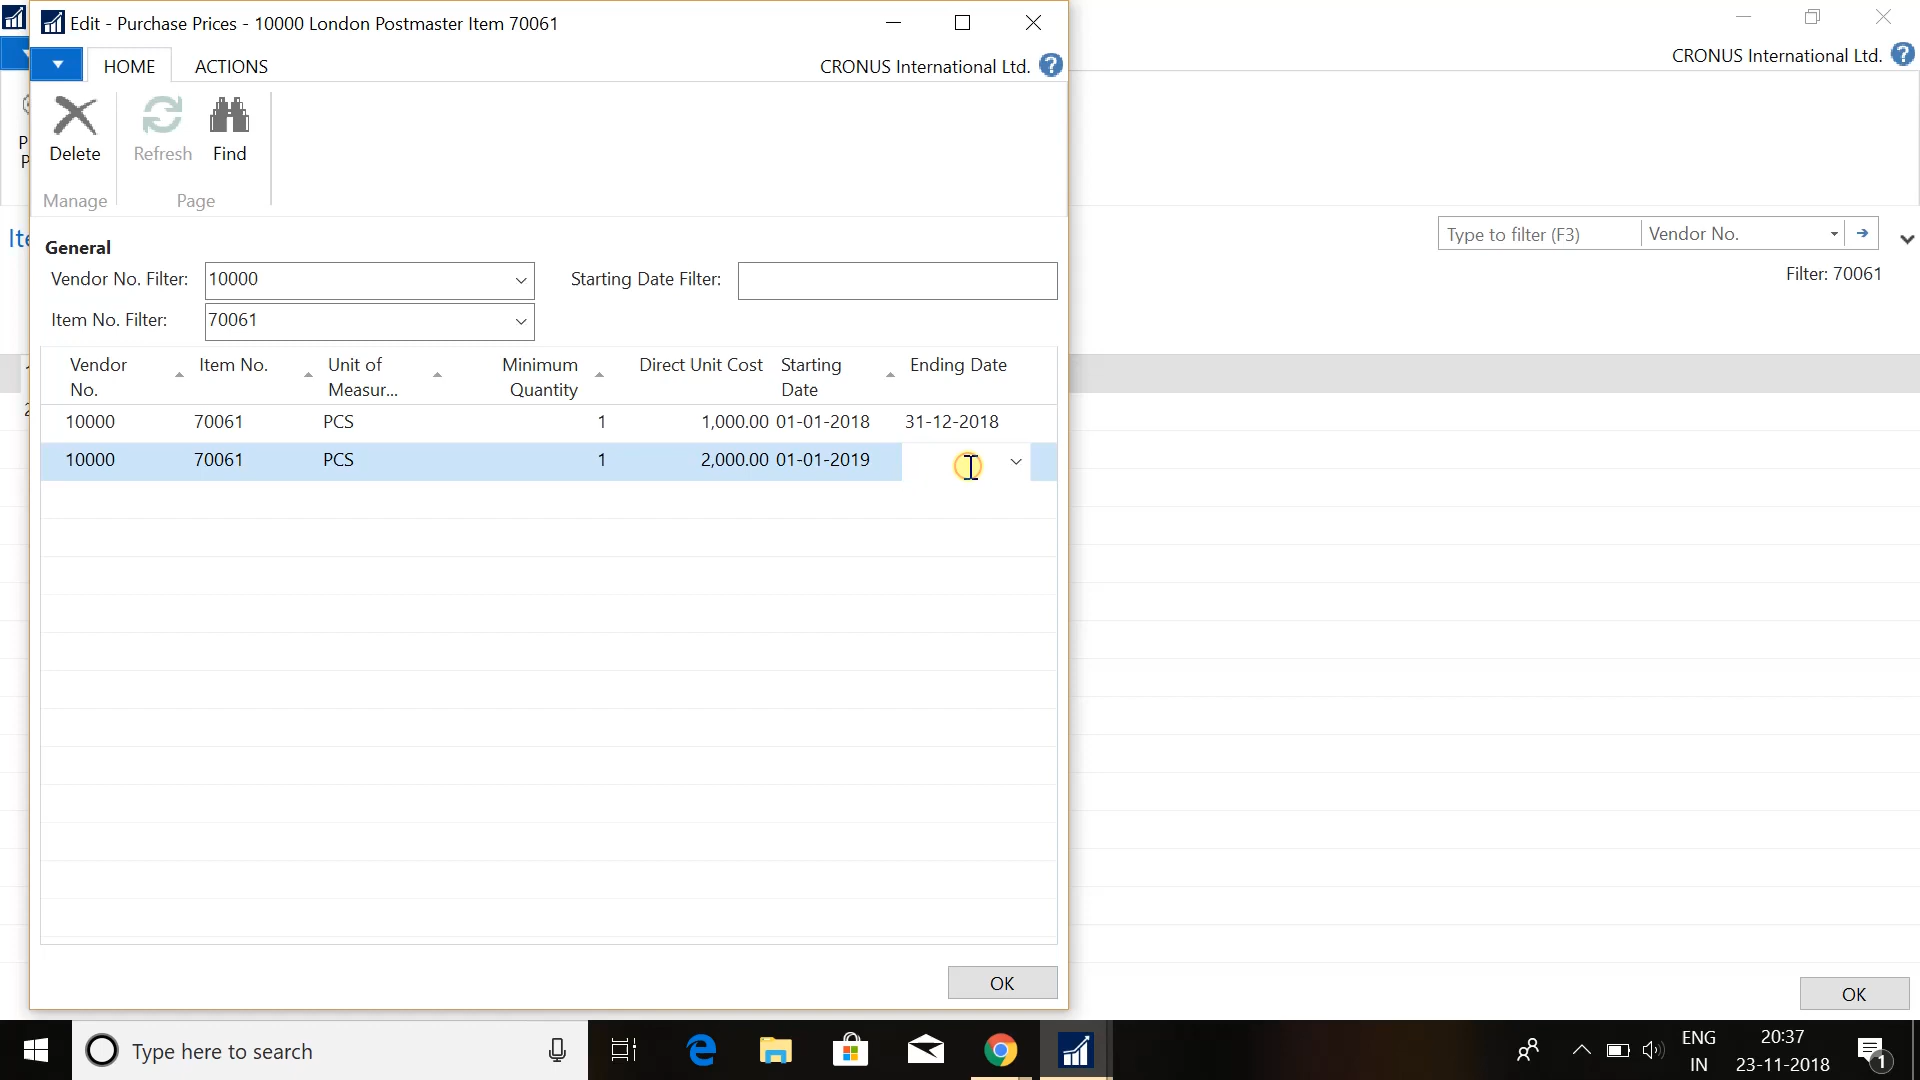 Edit - Purchase Prices - 10000 London Postmaster Item 70061
HOME
ACTIONS
CRONUS International Ltd.
?
CRONUS International Ltd.
?
Delete
Refresh
Find
P
P
Manage
Page
Ite
Type to filter (F3)
Vendor No.
Filter: 70061
General
Vendor No. Filter:
10000
Starting Date Filter:
Item No. Filter:
70061
Vendor No.
Item No.
Unit of Measur...
Minimum Quantity
Direct Unit Cost
Starting Date
Ending Date
10000 70061 PCS 1 1,000.00 01-01-2018 31-12-2018
10000 70061 PCS 1 2,000.00 01-01-2019
OK
OK
Type here to search
ENG
IN
20:37
23-11-2018
1